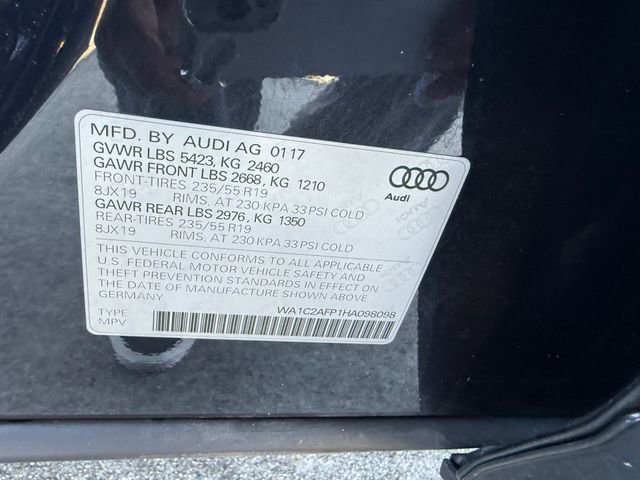 MFD. BY AUDI AG 01 17
GVWR LBS 5423, KG 2460
GAWR FRONT LBS 2668, KG 1210
FRONT-TIRES 235/55 R19
8JX19 RIMS, AT 230 KPA 33 PSI COLD
GAWR REAR LBS 2976, KG 1350
REAR-TIRES 235/55 R19
8JX19 RIMS, AT 230 KPA 33 PSI COLD
Audi
THIS VEHICLE CONFORMS TO ALL APPLICABLE
U.S. FEDERAL MOTOR VEHICLE SAFETY AND
THEFT PREVENTION STANDARDS IN EFFECT ON
THE DATE OF MANUFACTURE SHOWN ABOVE
GERMANY.
WA1C2AFP1HA098098
TYPE:
MPV